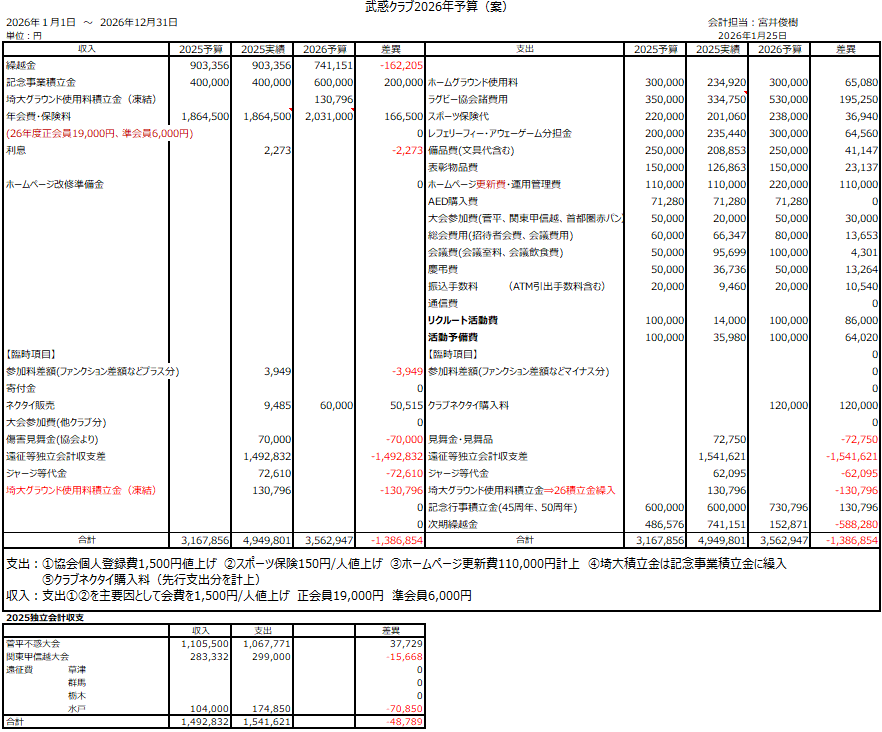 武惑クラブ2026年予算（案）
2026年１月1日　～　2026年12月31日　会計担当：宮井俊樹
単位：円　2026年1月25日
収入　2025予算　2025実績　2026予算　差異　支出　2025予算　2025実績　2026予算　差異
繰越金　903,356　903,356　741,151　-162,205
記念事業積立金　400,000　400,000　600,000　200,000　ホームグラウンド使用料　300,000　234,920　300,000　65,080
埼大グラウンド使用料積立金（凍結）　130,796　ラグビー協会諸費用　350,000　334,750　530,000　195,250
年会費・保険料　1,864,500　1,864,500　2,031,000　166,500　スポーツ保険代　220,000　201,060　238,000　36,940
(26年度正会員19,000円、準会員6,000円)　0　レフェリーフィー・アウェーゲーム分担金　200,000　235,440　300,000　64,560
利息　2,273　-2,273　備品費(文具代含む)　250,000　208,853　250,000　41,147
表彰物品費　150,000　126,863　150,000　23,137
ホームページ改修準備金　0　ホームページ更新費・運用管理費　110,000　110,000　220,000　110,000
AED購入費　71,280　71,280　71,280　0
大会参加費(菅平、関東甲信越、首都圏赤パン)　50,000　20,000　50,000　30,000
総会費用(招待者会費、会議費用)　60,000　66,347　80,000　13,653
会議費(会議室料、会議飲食費)　50,000　95,699　100,000　4,301
慶弔費　50,000　36,736　50,000　13,264
振込手数料　（ATM引出手数料含む）　20,000　9,460　20,000　10,540
通信費　0
リクルート活動費　100,000　14,000　100,000　86,000
活動予備費　100,000　35,980　100,000　64,020
【臨時項目】　【臨時項目】　0
参加料差額(ファンクション差額などプラス分)　3,949　-3,949　参加料差額(ファンクション差額などマイナス分)　0
寄付金　0　0
ネクタイ販売　9,485　60,000　50,515　クラブネクタイ購入料　120,000　120,000
大会参加費(他クラブ分)　0　0
傷害見舞金(協会より)　70,000　-70,000　見舞金・見舞品　72,750　-72,750
遠征等独立会計収支差　1,492,832　-1,492,832　遠征等独立会計収支差　1,541,621　-1,541,621
ジャージ等代金　72,610　-72,610　ジャージ等代金　62,095　-62,095
埼大グラウンド使用料積立金（凍結）　130,796　-130,796　埼大グラウンド使用料積立金⇒26積立金繰入　130,796　-130,796
0　記念行事積立金(45周年、50周年)　600,000　600,000　730,796　130,796
0　次期繰越金　486,576　741,151　152,871　-588,280
合計　3,167,856　4,949,801　3,562,947　-1,386,854　合計　3,167,856　4,949,801　3,562,947　-1,386,854
支出：①協会個人登録費1,500円値上げ　②スポーツ保険150円/人値上げ　③ホームページ更新費110,000円計上　④埼大積立金は記念事業積立金に繰入
⑤クラブネクタイ購入料（先行支出分を計上）
収入：支出①②を主要因として会費を1,500円/人値上げ　正会員19,000円　準会員6,000円
2025独立会計収支
収入　支出　差異
菅平不惑大会　1,105,500　1,067,771　37,729
関東甲信越大会　283,332　299,000　-15,668
遠征費　草津　0
群馬　0
栃木　0
水戸　104,000　174,850　-70,850
合計　1,492,832　1,541,621　-48,789